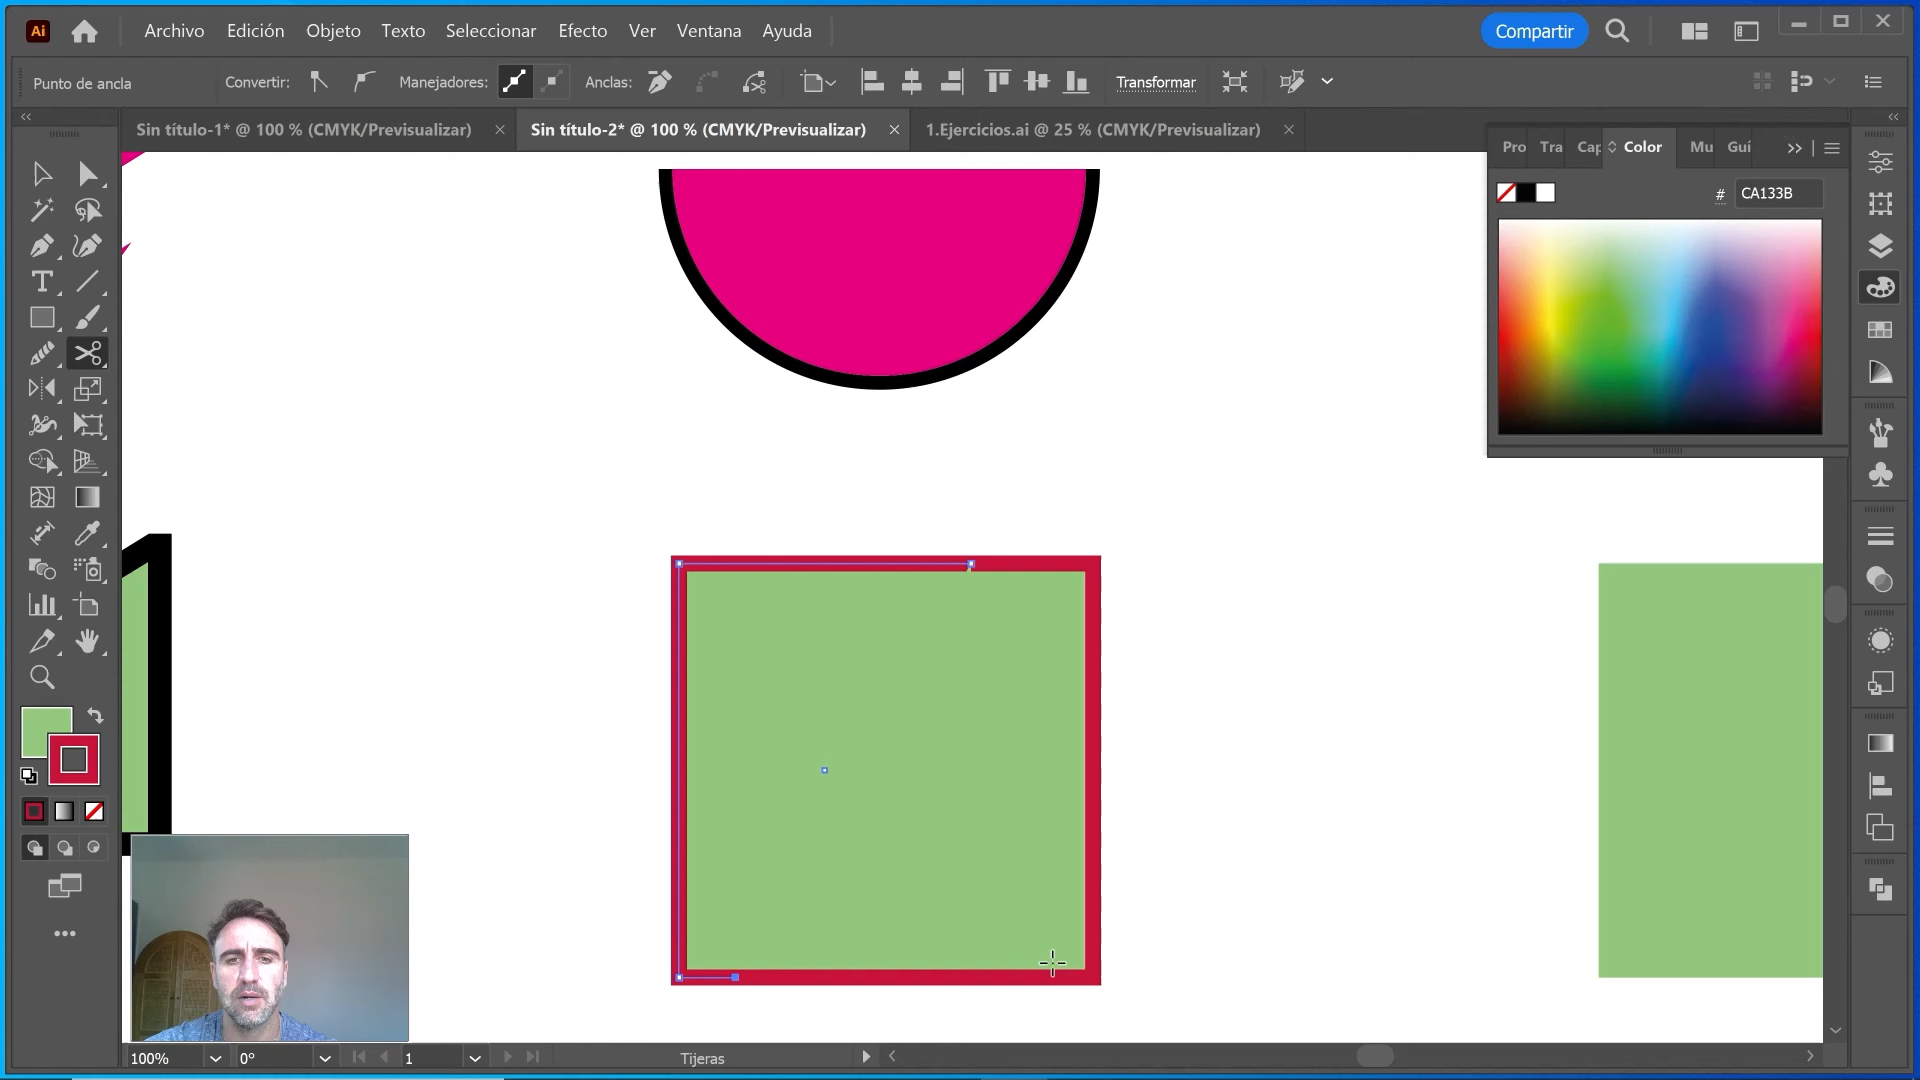 Ai Archivo Edición Objeto Texto Seleccionar Efecto Ver Ventana Ayuda Compartir
Punto de ancla Convertir: Manejadores: Anclas: Transformar
Sin título-1* @ 100 % (CMYK/Previsualizar) × Sin título-2* @ 100 % (CMYK/Previsualizar) × 1.Ejercicios.ai @ 25 % (CMYK/Previsualizar) ×
Pro Tra Cap Color Mu Guí
# CA133B
100% 0° 1 Tijeras